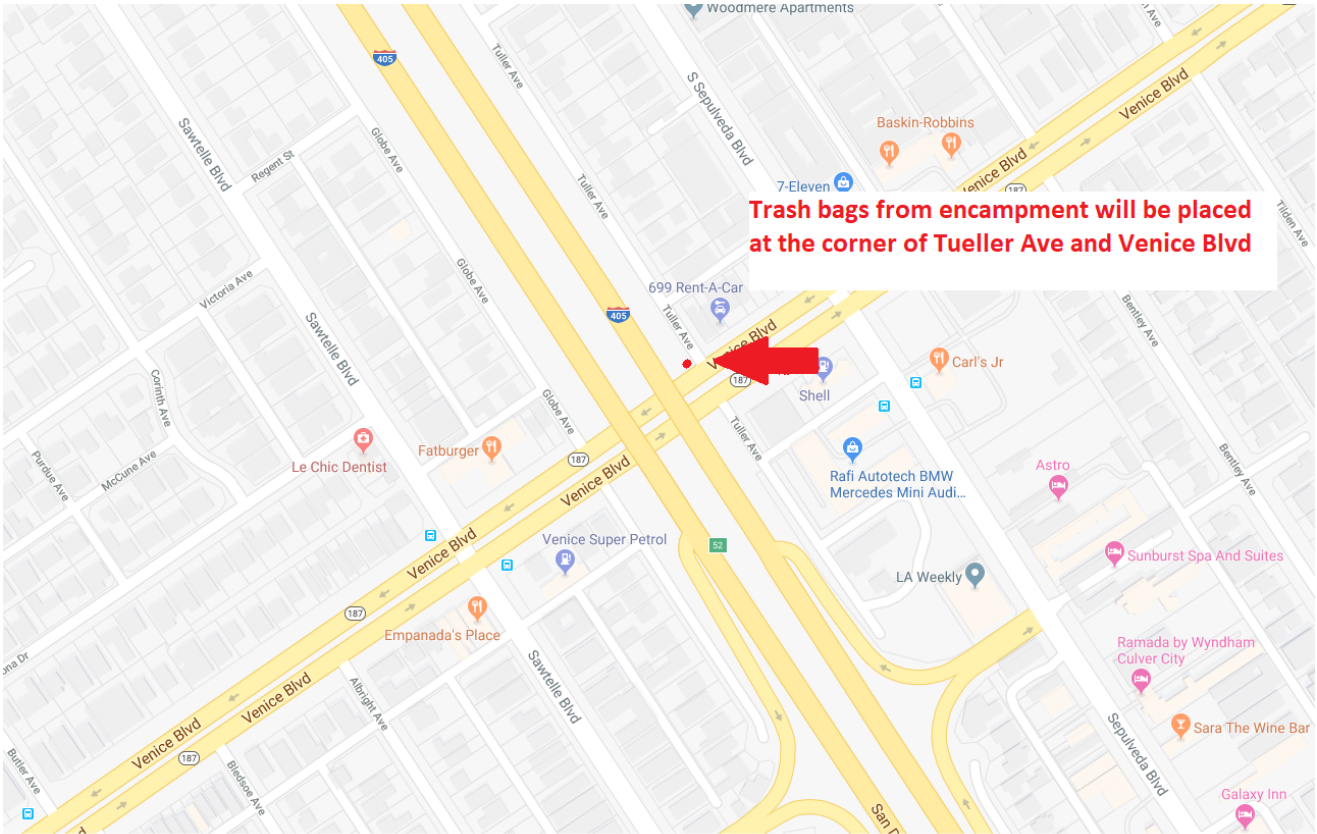 Woodmere Apartments
Ave
405
Tuller Ave
S Sepulveda Blvd
Venice Blvd
Baskin-Robbins
Sawtelle Blvd
Regent St
Globe Ave
Venice Blvd
187
7-Eleven
Tuller Ave
Trash bags from encampment will be placed
at the corner of Tueller Ave and Venice Blvd
Tilden Ave
Victoria Ave
Globe Ave
699 Rent-A-Car
405
Tuller Ave
Bentley Ave
Sawtelle Blvd
Venice Blvd
187
Shell
Carl's Jr
Corinth Ave
Globe Ave
Tuller Ave
Fatburger
Le Chic Dentist
187
Venice Blvd
Purdue Ave
McCune Ave
Rafi Autotech BMW
Mercedes Mini Audi...
Astro
Bentley Ave
Venice Blvd
Venice Super Petrol
52
Sunburst Spa And Suites
LA Weekly
187
Empanada's Place
ona Dr
Sawtelle Blvd
Ramada by Wyndham
Culver City
Albright Ave
Venice Blvd
Venice Blvd
187
Sepulveda Blvd
Sara The Wine Bar
Butler Ave
Bledsoe Ave
San
Galaxy Inn